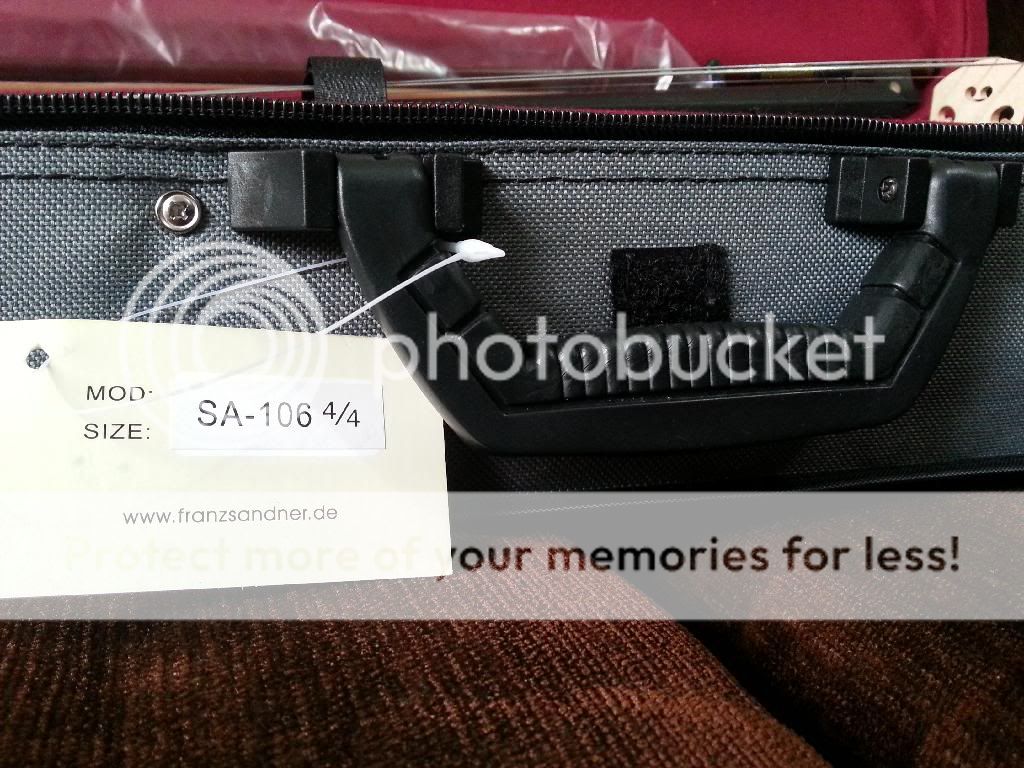 photobucket
MOD:
SIZE:
SA-106 4/4
www.franzsandner.de
Protect more of your memories for less!